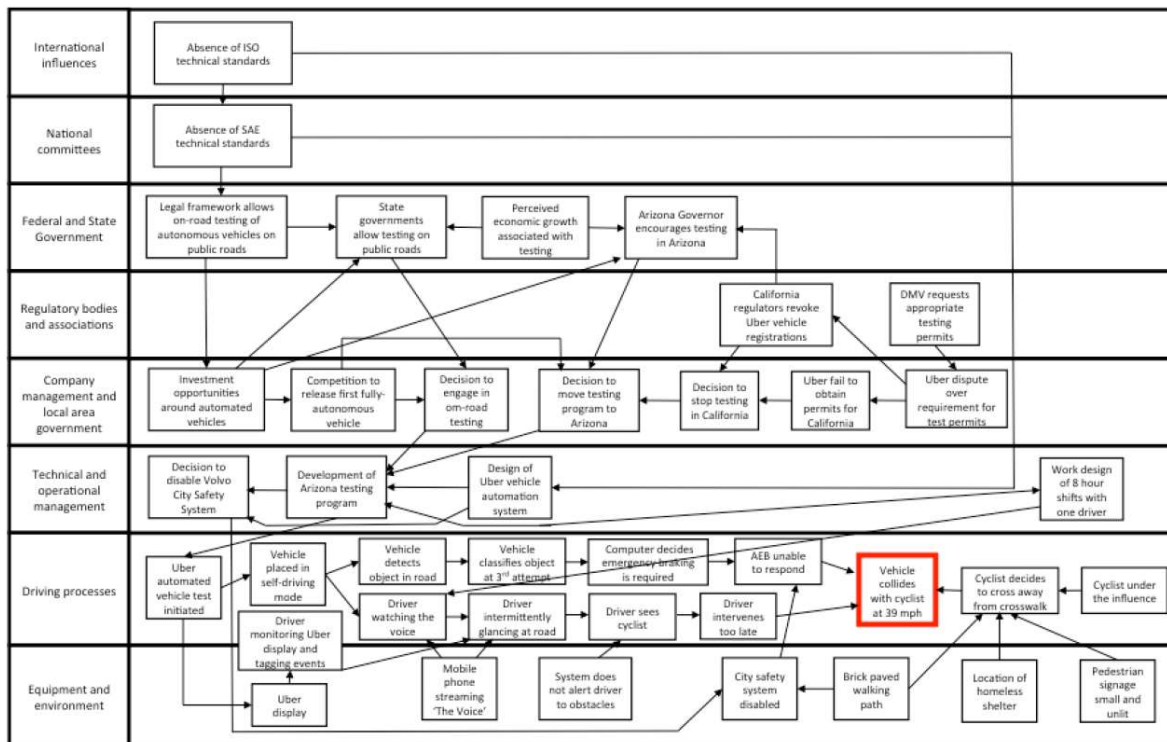 International
influences
Absence of ISO
technical standards
National
committees
Absence of SAE
technical standards
Federal and State
Government
Legal framework allows
on-road testing of
autonomous vehicles on
public roads
State
governments
allow testing on
public roads
Perceived
economic growth
associated with
testing
Arizona Governor
encourages testing
in Arizona
Regulatory bodies
and associations
California
regulators revoke
Uber vehicle
registrations
DMV requests
appropriate
testing
permits
Company
management and
local area
government
Investment
opportunities
around automated
vehicles
Competition to
release first fully-
autonomous
vehicle
Decision to
engage in
om-road
testing
Decision to
move testing
program to
Arizona
Decision to
stop testing
in California
Uber fail to
obtain
permits for
California
Uber dispute
over
requirement for
test permits
Technical and
operational
management
Decision to
disable Volvo
City Safety
System
Development of
Arizona testing
program
Design of
Uber vehicle
automation
system
Work design
of 8 hour
shifts with
one driver
Driving processes
Uber
automated
vehicle test
initiated
Vehicle
placed in
self-driving
mode
Vehicle
detects
object in road
Vehicle
classifies object
at 3rd attempt
Computer decides
emergency braking
is required
AEB unable
to respond
Vehicle
collides
with cyclist
at 39 mph
Cyclist decides
to cross away
from crosswalk
Cyclist under
the influence
Driver
watching the
voice
Driver
intermittently
glancing at road
Driver sees
cyclist
Driver
intervenes
too late
Driver
monitoring Uber
display and
tagging events
Equipment and
environment
Uber
display
Mobile
phone
streaming
'The Voice'
System does
not alert driver
to obstacles
City safety
system
disabled
Brick paved
walking
path
Location of
homeless
shelter
Pedestrian
signage
small and
unlit